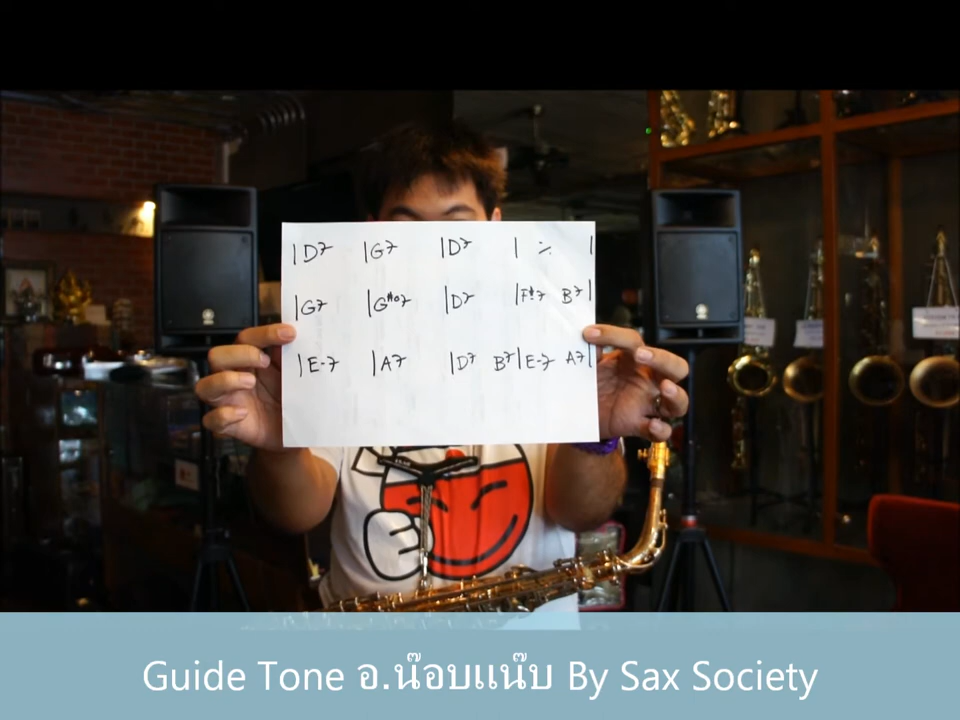 | D7 | G7 | D7 | ٪ |
| G7 | G#o7 | D7 | F#-7 B7 |
| E-7 | A7 | D7 B7 | E-7 A7 |
Guide Tone อ.น๊อบแน๊บ By Sax Society